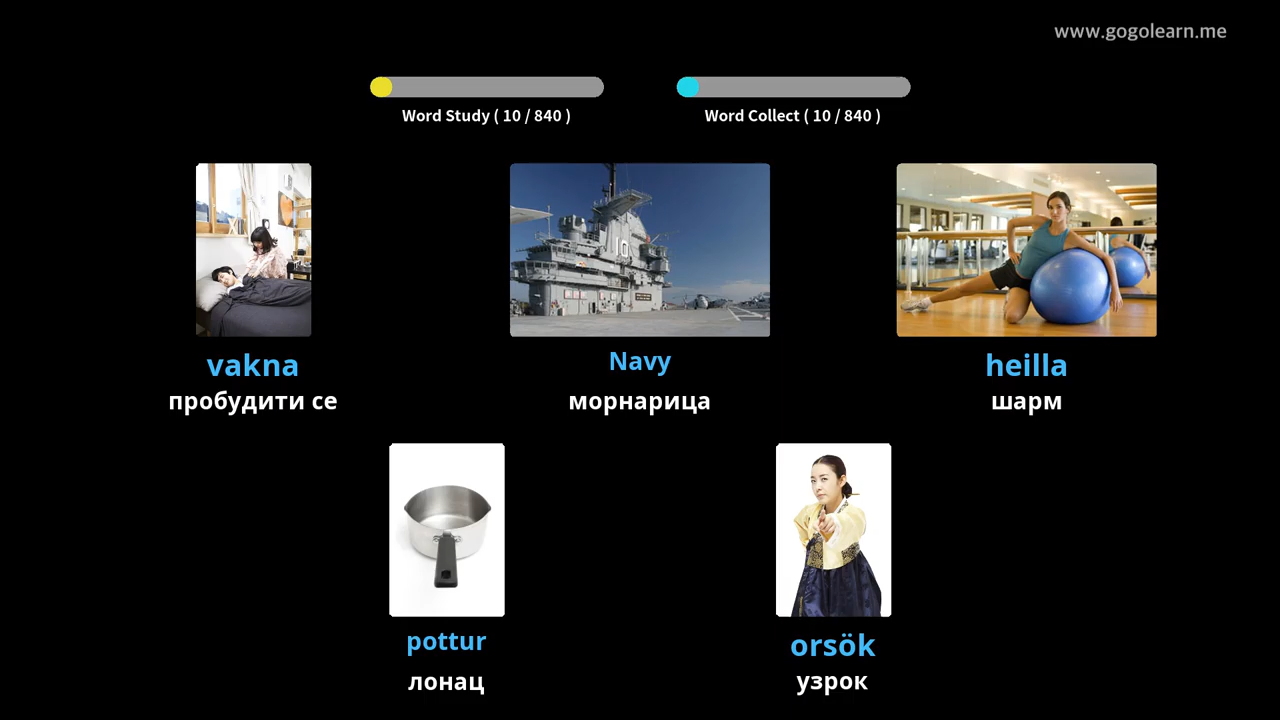 www.gogolearn.me
Word Study ( 10 / 840 )
Word Collect ( 10 / 840 )
10
vakna
пробудити се
Navy
морнарица
heilla
шарм
pottur
лонац
orsök
узрок